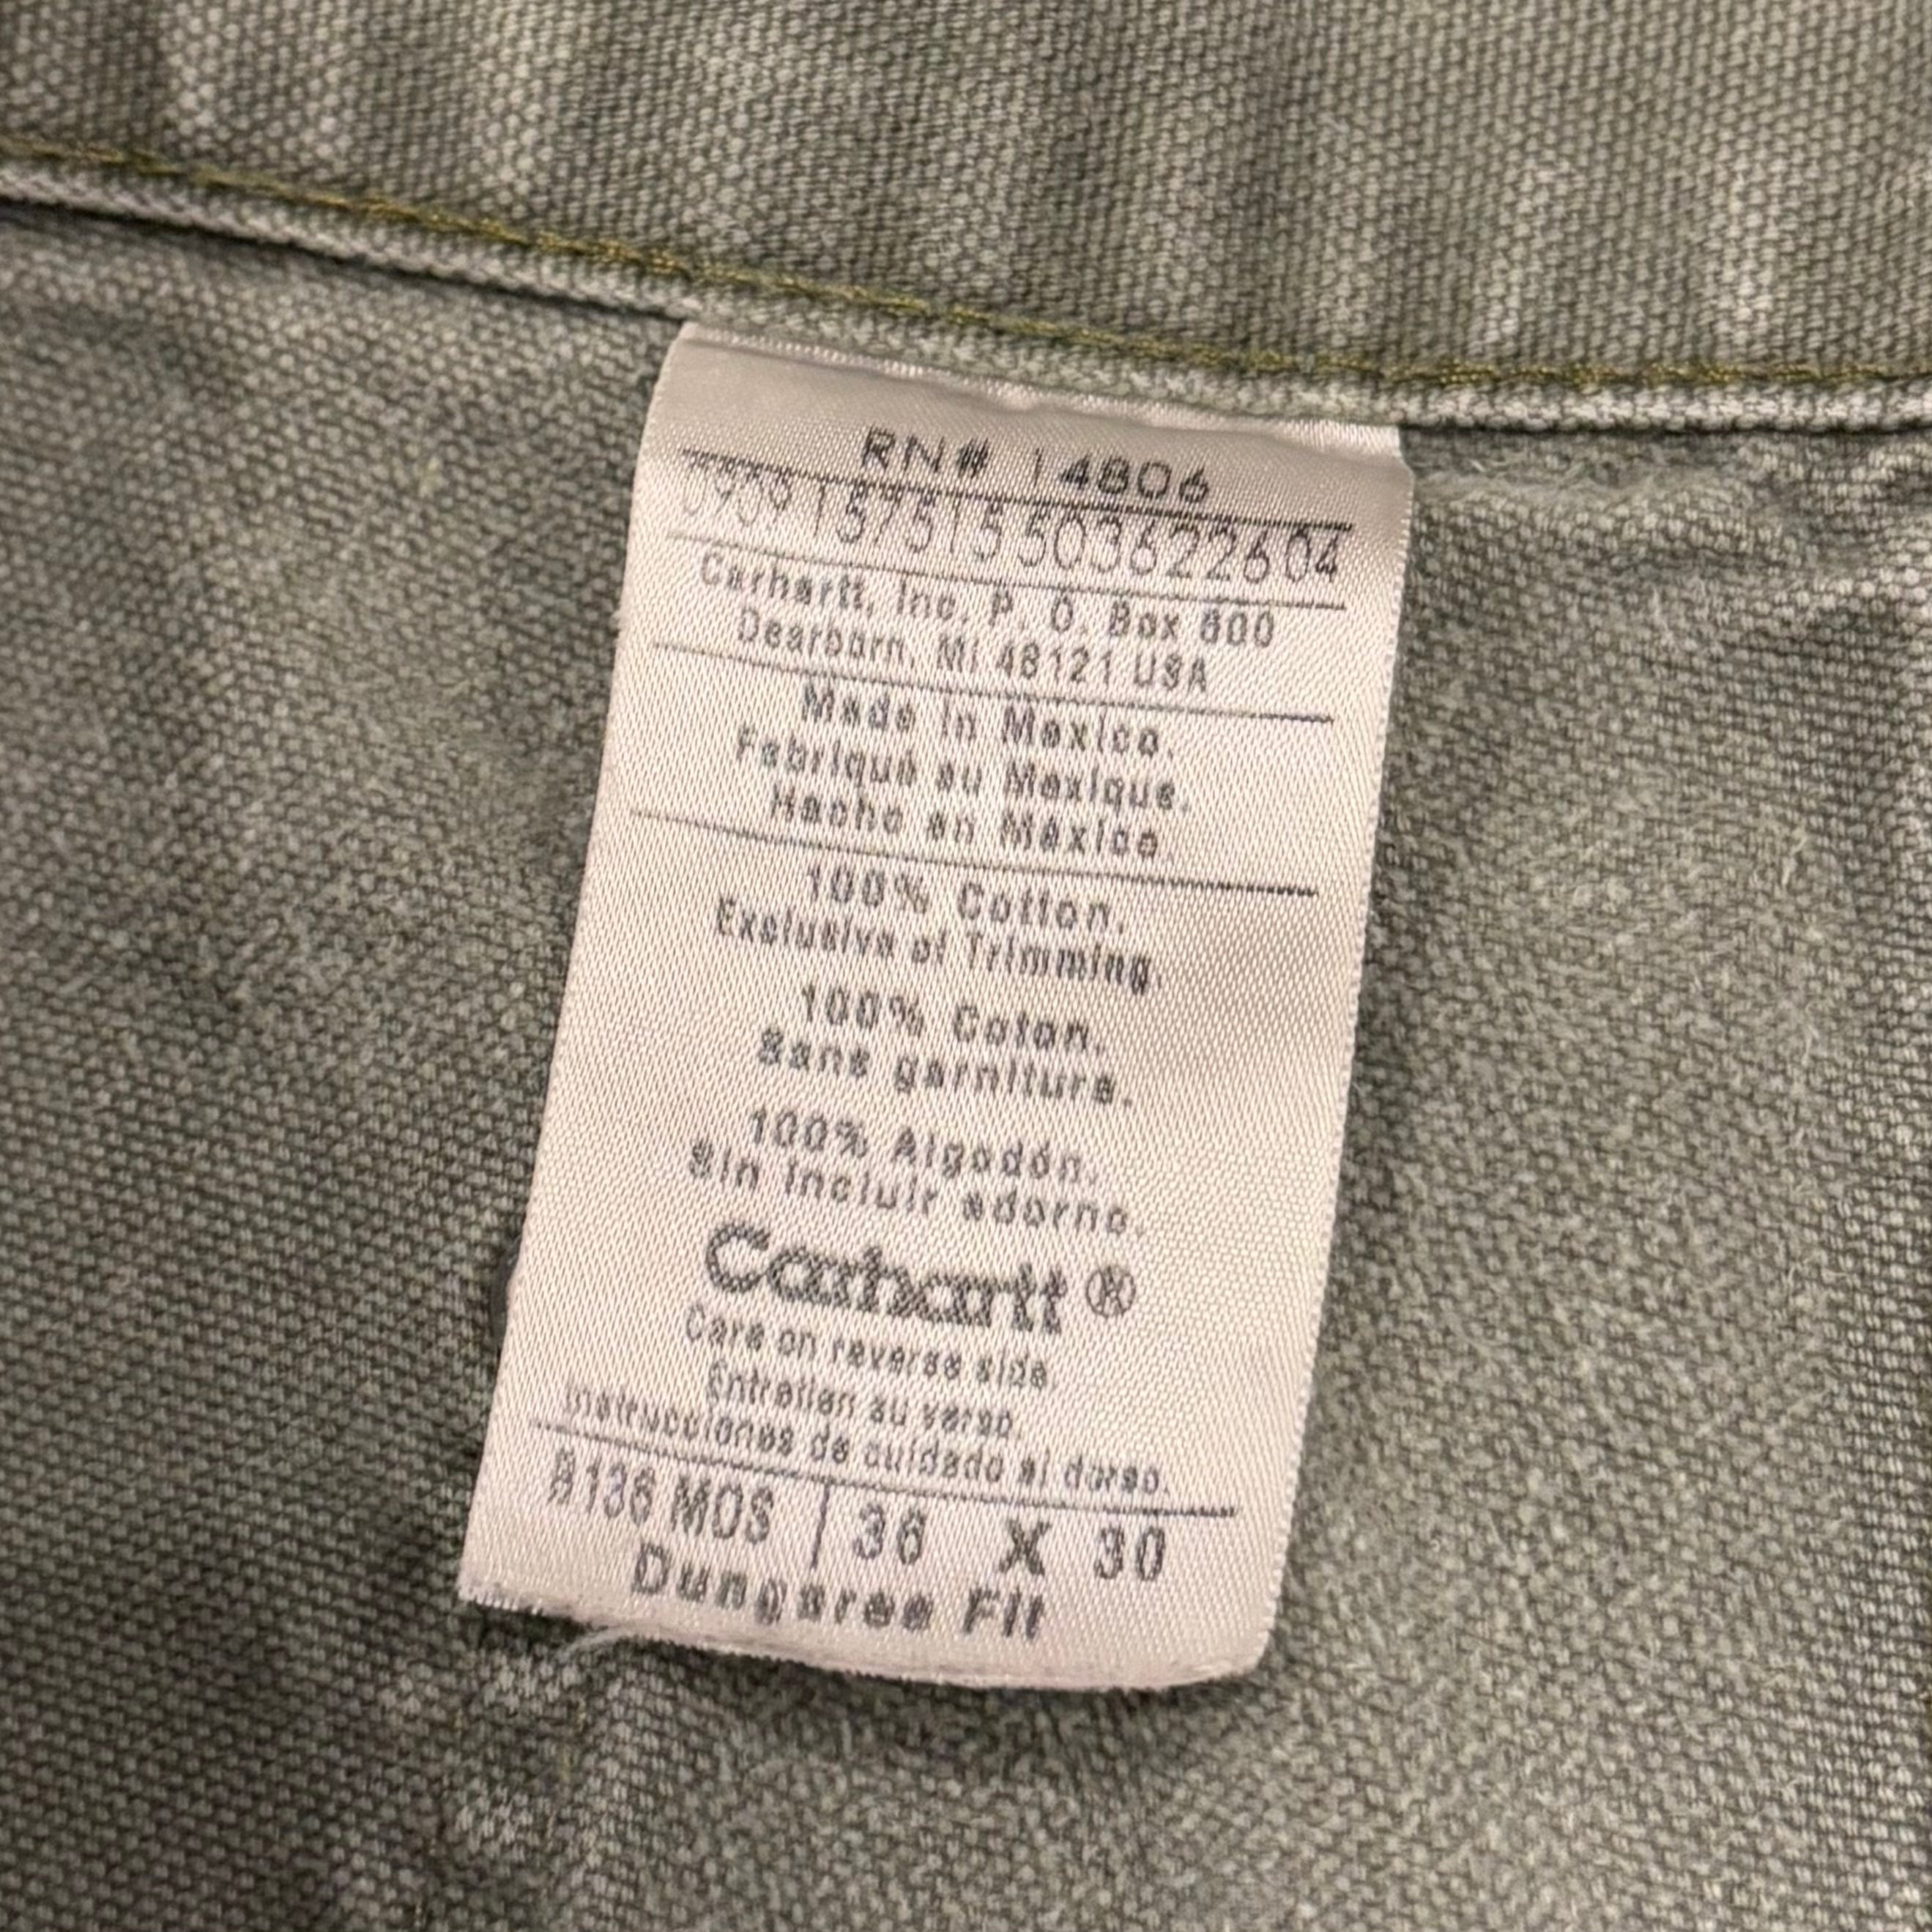 RN# 14806
0909157515503622604
Carhartt, Inc. P. O. Box 600
Dearborn, MI 48121 USA
Made in Mexico.
Fabriqué au Mexique.
Hecho en México.
100% Cotton.
Exclusive of Trimming.
100% Coton.
Sans garniture.
100% Algodón.
Sin incluir adorno.
Carhartt®
Care on reverse side.
Entretien au verso.
Instrucciones de cuidado al dorso.
B136 MOS | 36 X 30
Dungaree Fit